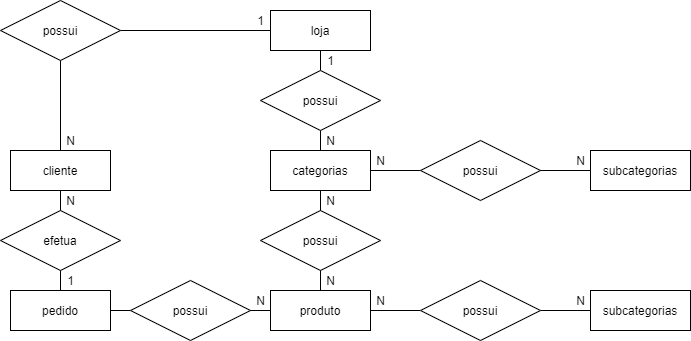 possui
1
loja
1
possui
N
N
cliente
categorias
N
possui
N
subcategorias
N
N
efetua
possui
1
N
pedido
possui
N
produto
N
possui
N
subcategorias